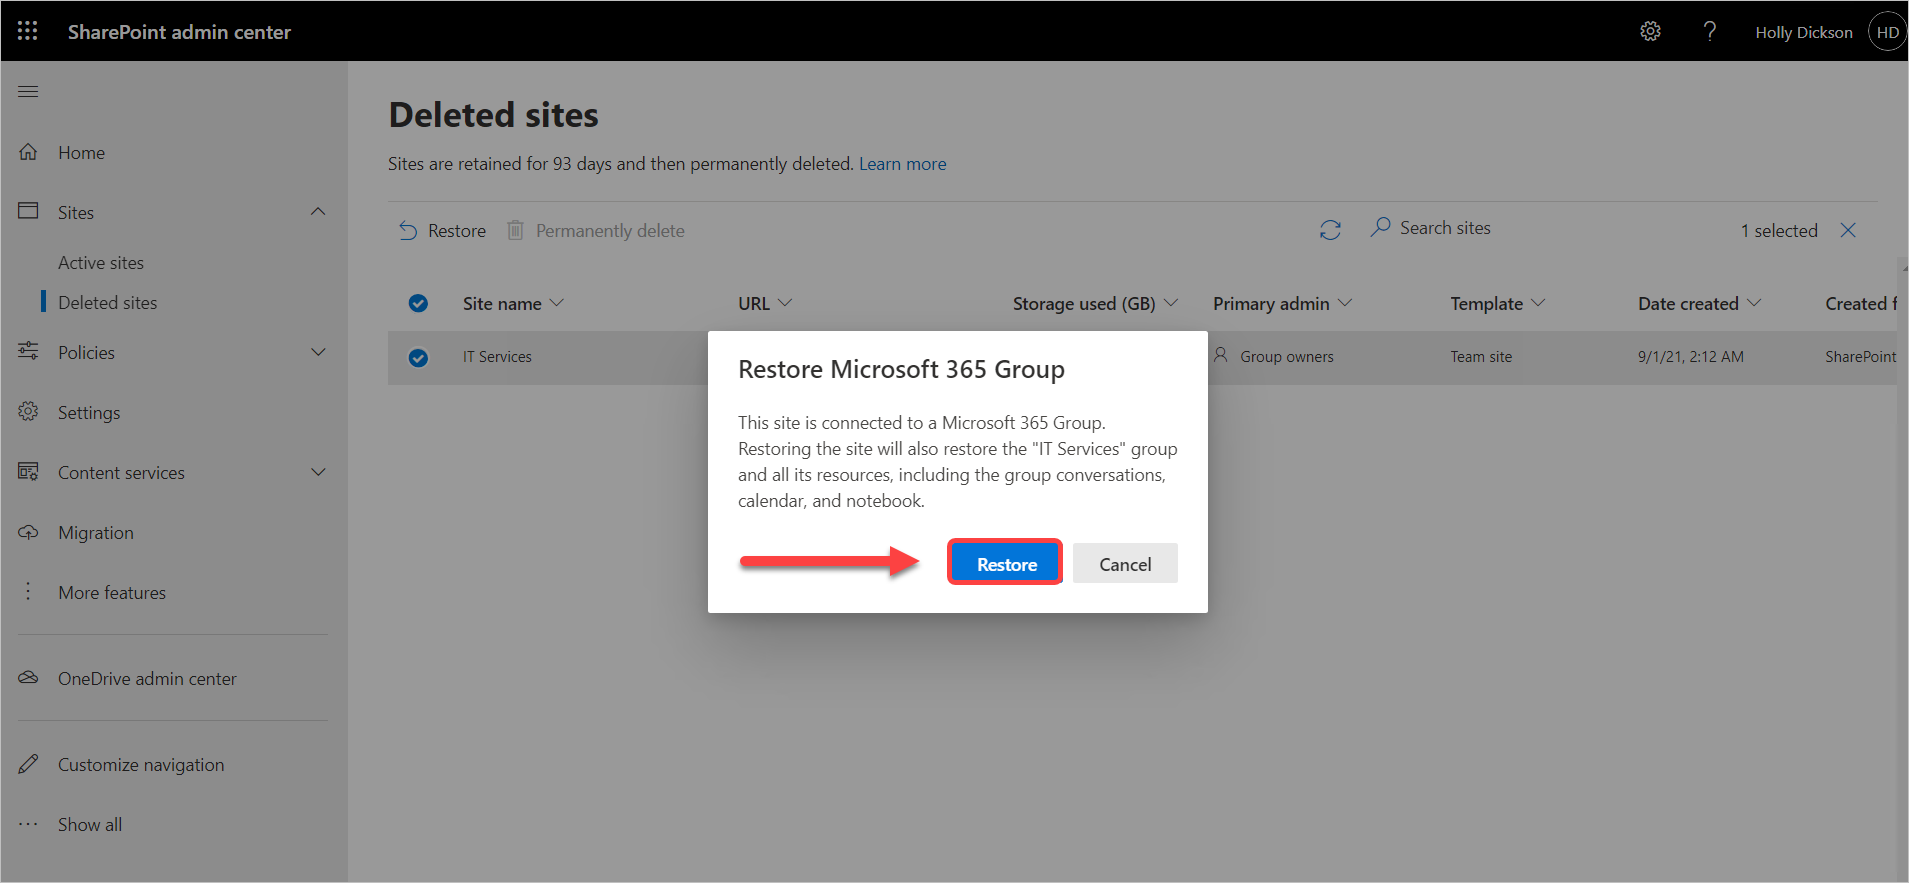 SharePoint admin center
Holly Dickson
HD
Home
Sites
Active sites
Deleted sites
Policies
Settings
Content services
Migration
More features
OneDrive admin center
Customize navigation
Show all
Deleted sites
Sites are retained for 93 days and then permanently deleted. Learn more
Restore
Permanently delete
Search sites
1 selected
Site name
URL
Storage used (GB)
Primary admin
Template
Date created
Created f
IT Services
Group owners
Team site
9/1/21, 2:12 AM
SharePoint
Restore Microsoft 365 Group
This site is connected to a Microsoft 365 Group.
Restoring the site will also restore the "IT Services" group
and all its resources, including the group conversations,
calendar, and notebook.
Restore
Cancel